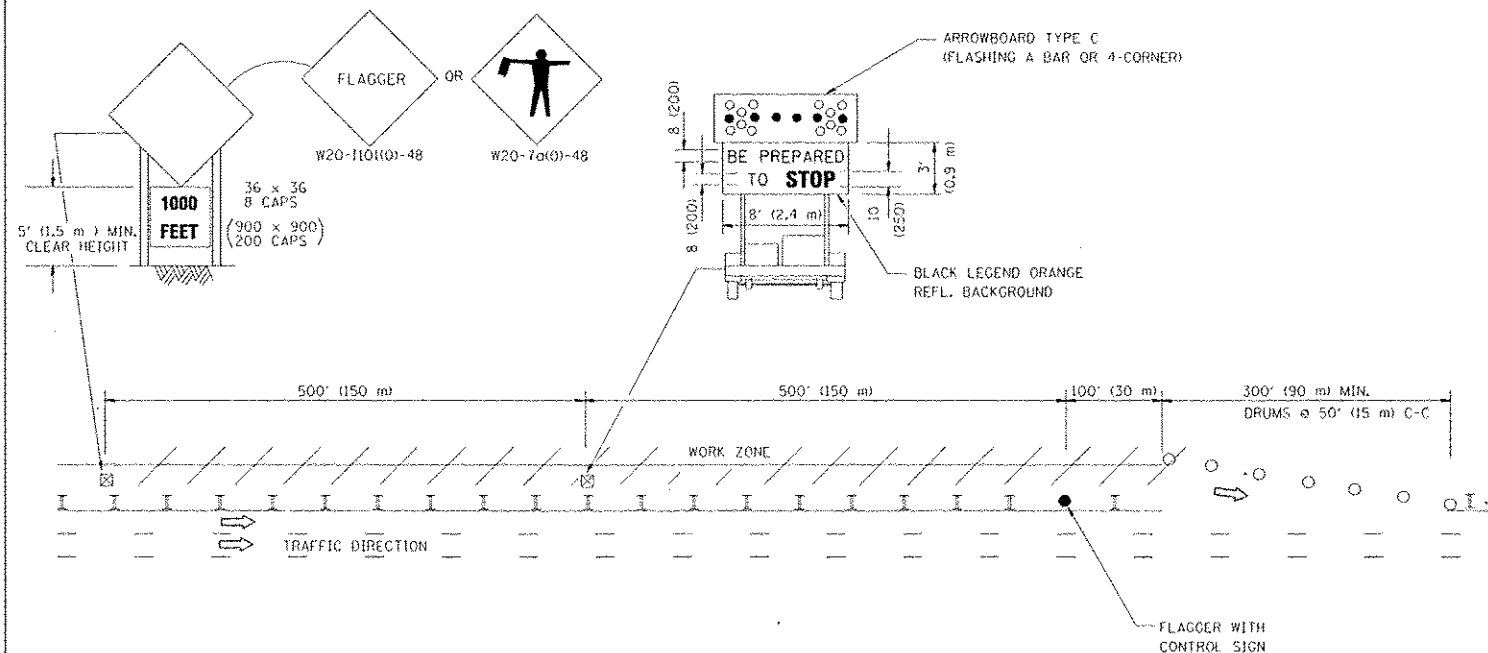 ARROWBOARD TYPE C
(FLASHING A BAR OR 4-CORNER)
FLAGGER
OR
W20-I101(O)-48
W20-7a(O)-48
8 (200)
BE PREPARED
TO STOP
3'
(0.9 m)
8 (200)
8' (2.4 m)
10
(250)
1000
FEET
36 x 36
8 CAPS
(900 x 900)
200 CAPS
5' (1.5 m ) MIN.
CLEAR HEIGHT
BLACK LEGEND ORANGE
REFL. BACKGROUND
500' (150 m)
500' (150 m)
100' (30 m)
300' (90 m) MIN.
DRUMS @ 50' (15 m) C-C
WORK ZONE
TRAFFIC DIRECTION
FLAGGER WITH
CONTROL SIGN